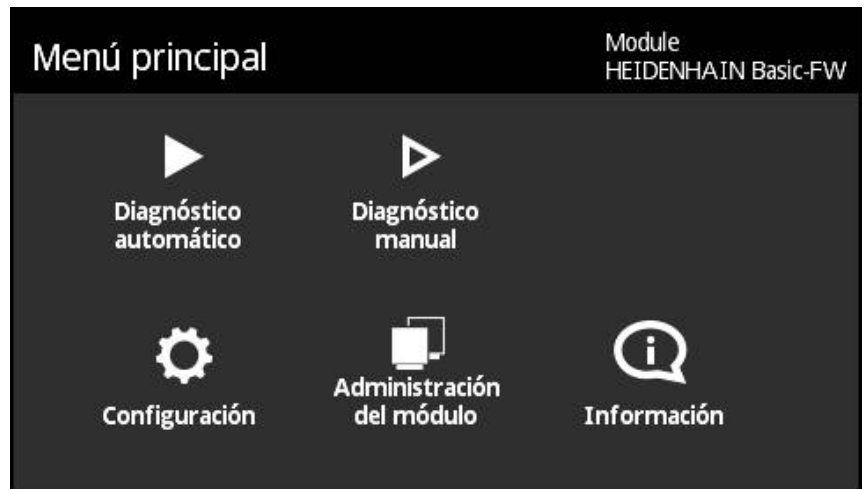 Menú principal
Module
HEIDENHAIN Basic-FW
Diagnóstico
automático
Diagnóstico
manual
Configuración
Administración
del módulo
Información